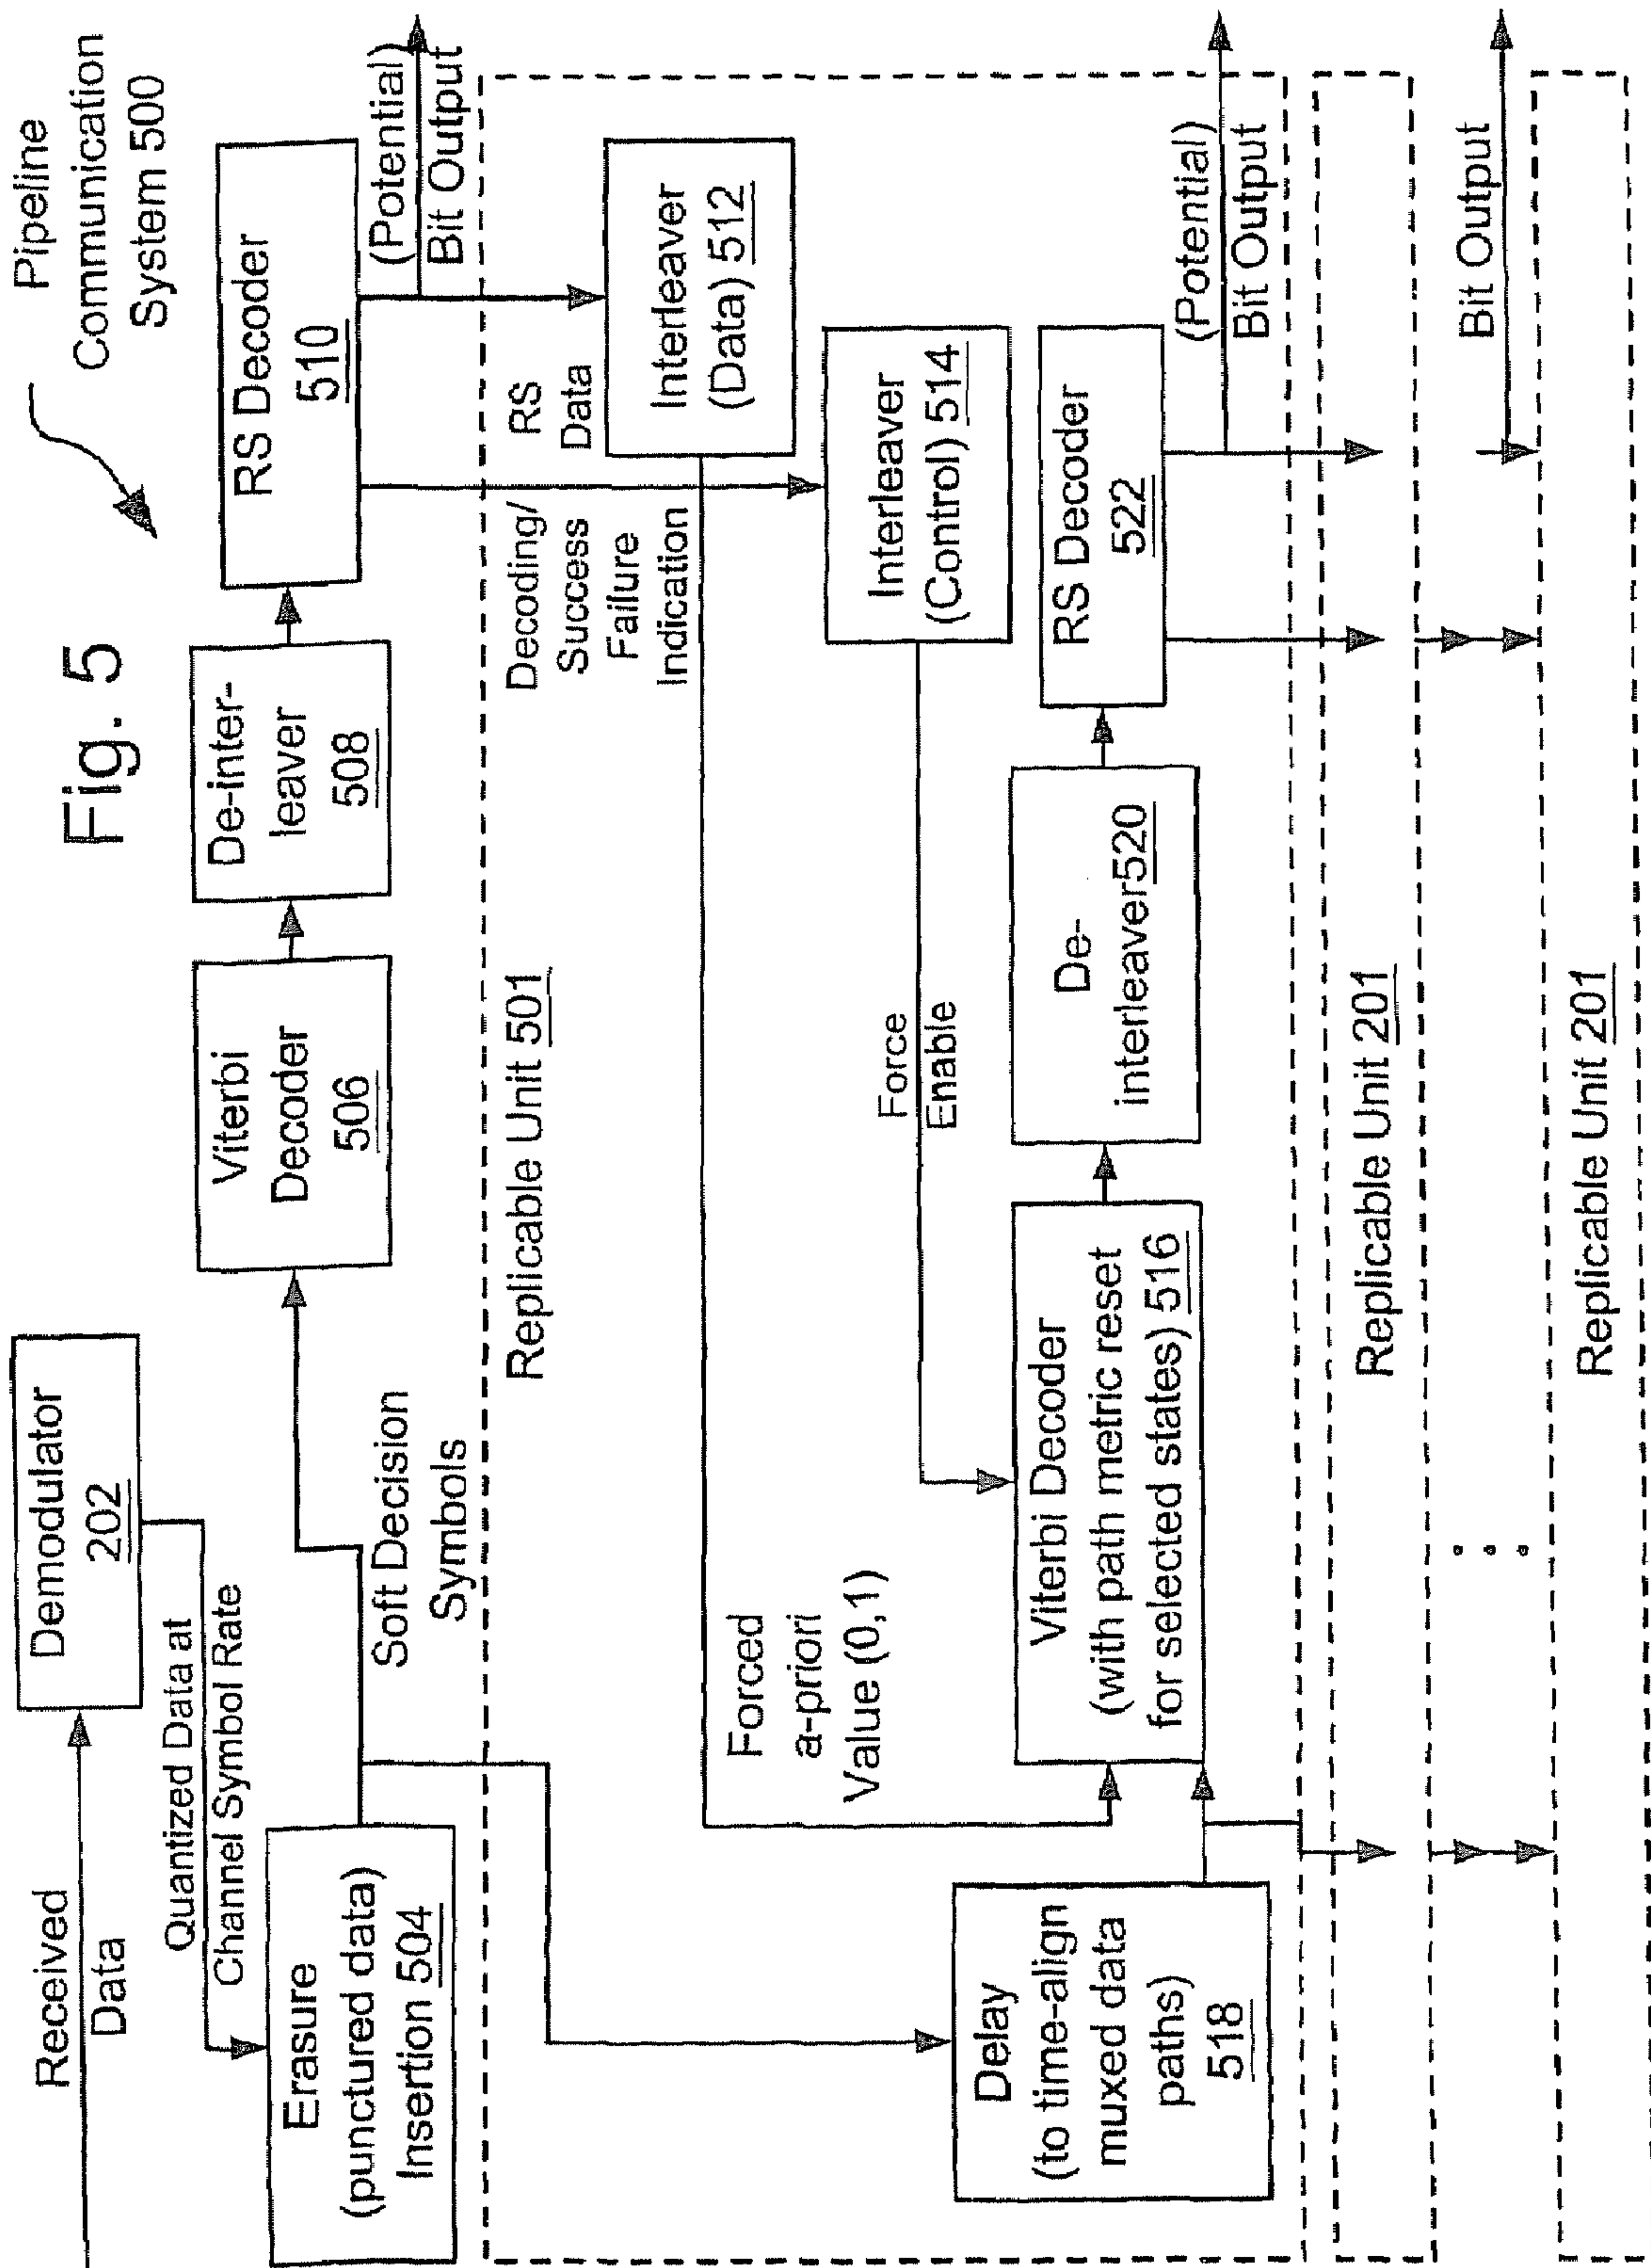 Fig. 5
Pipeline
Communication
System 500
Received
Data
Demodulator
202
Quantized Data at
Channel Symbol Rate
Erasure
(punctured data)
Insertion 504
Soft Decision
Symbols
Viterbi
Decoder
506
De-inter-
leaver
508
RS Decoder
510
(Potential)
Bit Output
Replicable Unit 501
Decoding/
Success
Failure
Indication
RS
Data
Interleaver
(Data) 512
Forced
a-priori
Value (0,1)
Force
Enable
Interleaver
(Control) 514
Delay
(to time-align
muxed data
paths)
518
Viterbi Decoder
(with path metric reset
for selected states) 516
De-
interleaver520
RS Decoder
522
(Potential)
Bit Output
Replicable Unit 201
Bit Output
Replicable Unit 201